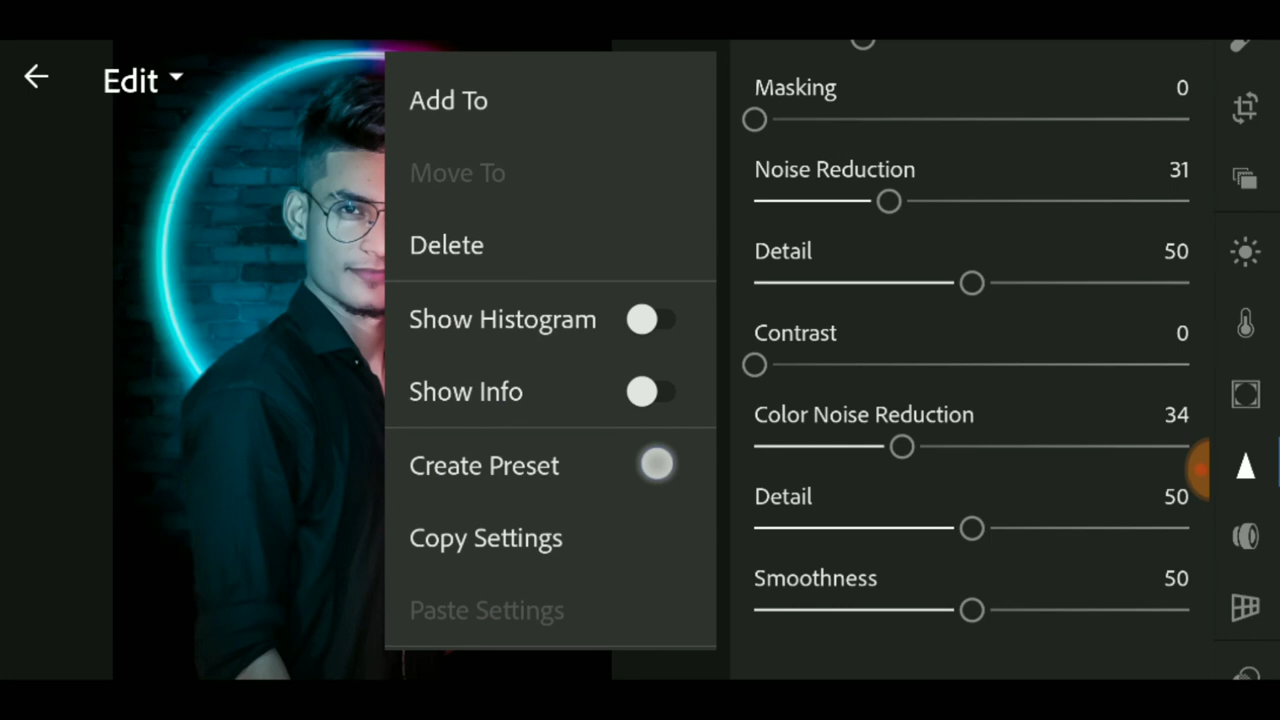 Edit
Add To
Move To
Delete
Show Histogram
Show Info
Create Preset
Copy Settings
Paste Settings
Masking 0
Noise Reduction 31
Detail 50
Contrast 0
Color Noise Reduction 34
Detail 50
Smoothness 50